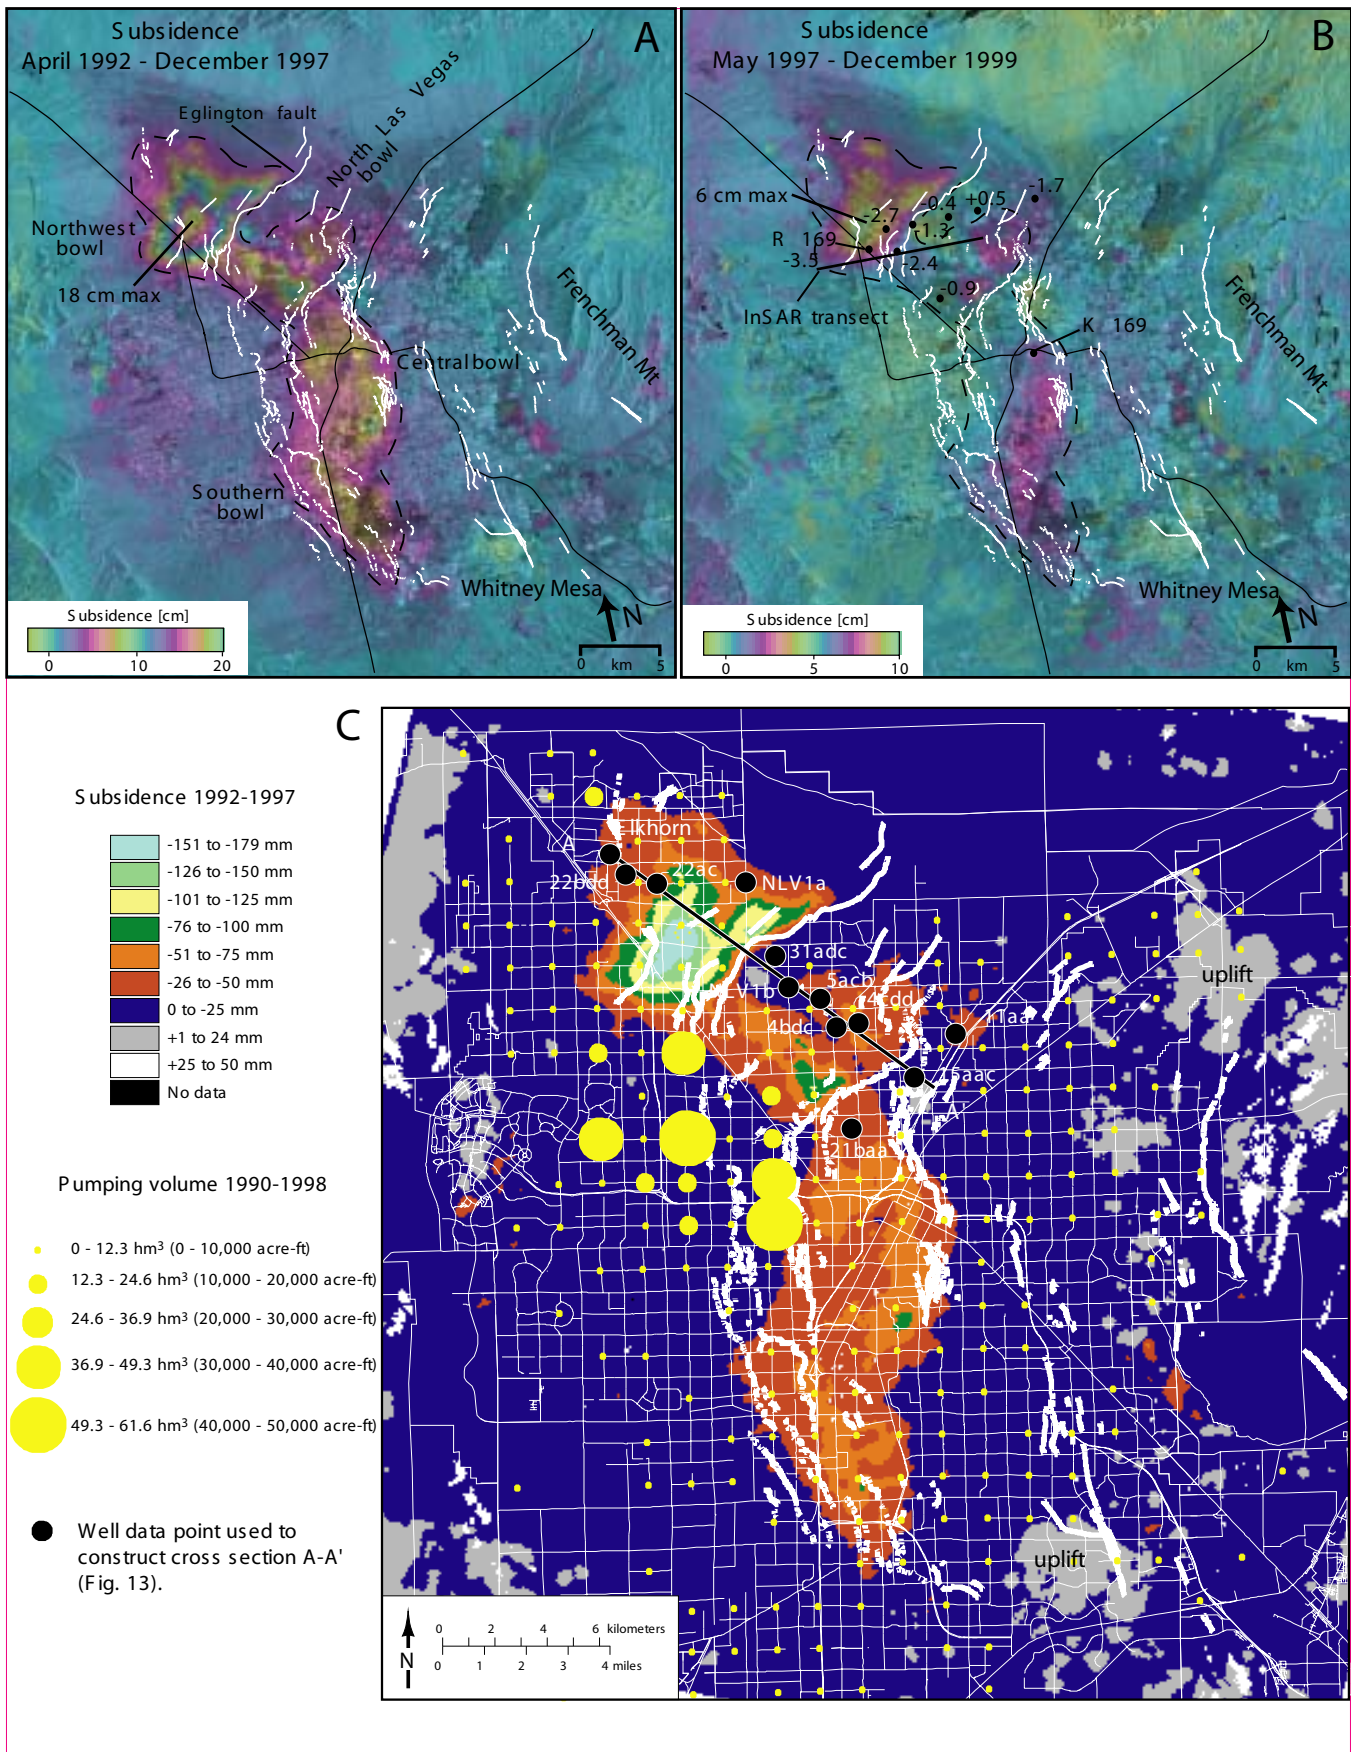 Subsidence
April 1992 - December 1997
A
Eglington fault
North Las Vegas
bowl
Northwest
bowl
18 cm max
Central bowl
Frenchman Mt
Southern
bowl
Whitney Mesa
Subsidence [cm]
0 10 20
N
0 km 5
Subsidence
May 1997 - December 1999
B
6 cm max
-2.7
-0.4
+0.5
-1.7
-1.3
R 169
-3.5
-2.4
-0.9
InSAR transect
K 169
Frenchman Mt
Whitney Mesa
Subsidence [cm]
0 5 10
N
0 km 5
C
Subsidence 1992-1997
-151 to -179 mm
-126 to -150 mm
-101 to -125 mm
-76 to -100 mm
-51 to -75 mm
-26 to -50 mm
0 to -25 mm
+1 to 24 mm
+25 to 50 mm
No data
Pumping volume 1990-1998
0 - 12.3 hm³ (0 - 10,000 acre-ft)
12.3 - 24.6 hm³ (10,000 - 20,000 acre-ft)
24.6 - 36.9 hm³ (20,000 - 30,000 acre-ft)
36.9 - 49.3 hm³ (30,000 - 40,000 acre-ft)
49.3 - 61.6 hm³ (40,000 - 50,000 acre-ft)
Well data point used to
construct cross section A-A'
(Fig. 13).
Elkhorn
A
22bdd
22ac
NLV1a
31adc
NLV1b
5acb
4cdd
4bdc
11aa
15aac
A'
21baa
uplift
uplift
0 2 4 6 kilometers
N
0 1 2 3 4 miles